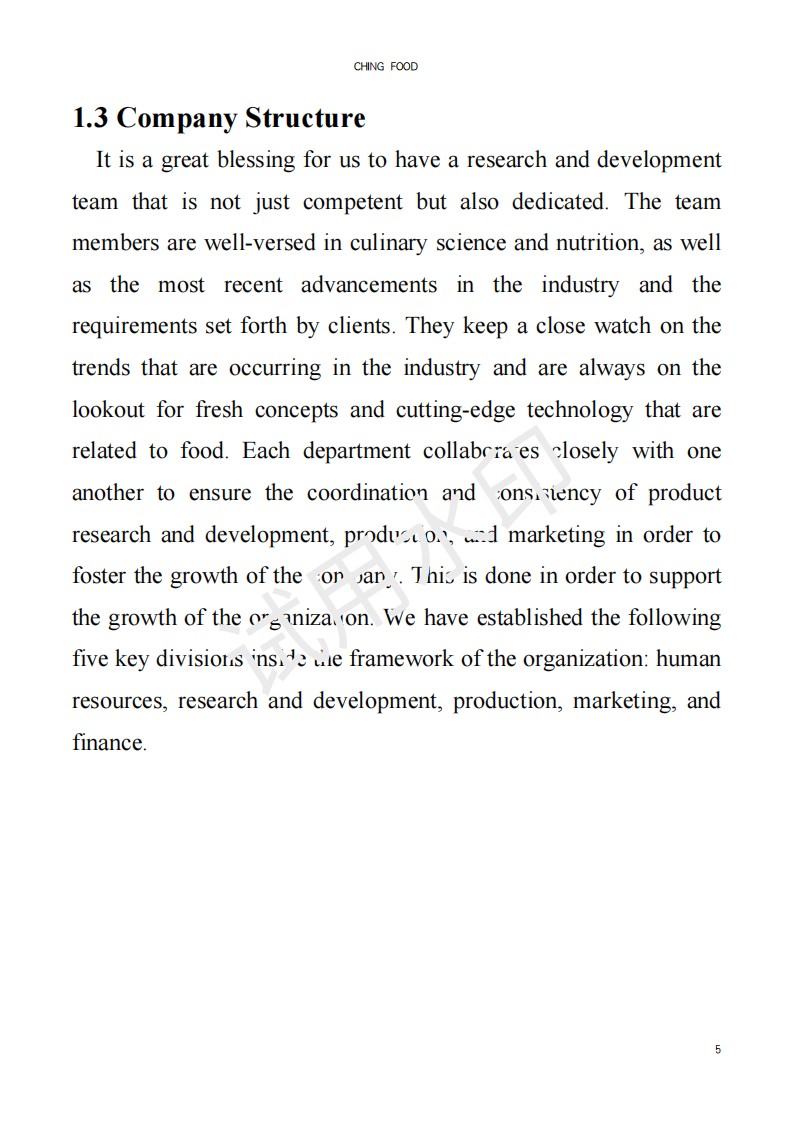 CHING FOOD
1.3 Company Structure
It is a great blessing for us to have a research and development
team that is not just competent but also dedicated. The team
members are well-versed in culinary science and nutrition, as well
as the most recent advancements in the industry and the
requirements set forth by clients. They keep a close watch on the
trends that are occurring in the industry and are always on the
lookout for fresh concepts and cutting-edge technology that are
related to food. Each department collaborates closely with one
another to ensure the coordination and consistency of product
research and development, production, and marketing in order to
foster the growth of the company. This is done in order to support
the growth of the organization. We have established the following
five key divisions inside the framework of the organization: human
resources, research and development, production, marketing, and
finance.
试用水印
5